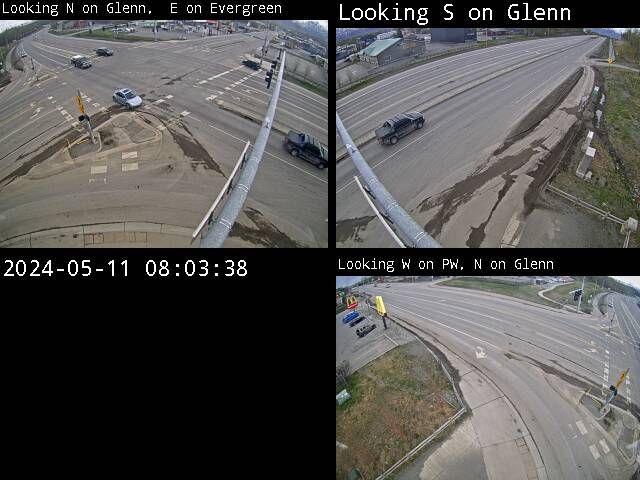 Looking N on Glenn, E on Evergreen
Looking S on Glenn
2024-05-11 08:03:38
Looking W on PW, N on Glenn